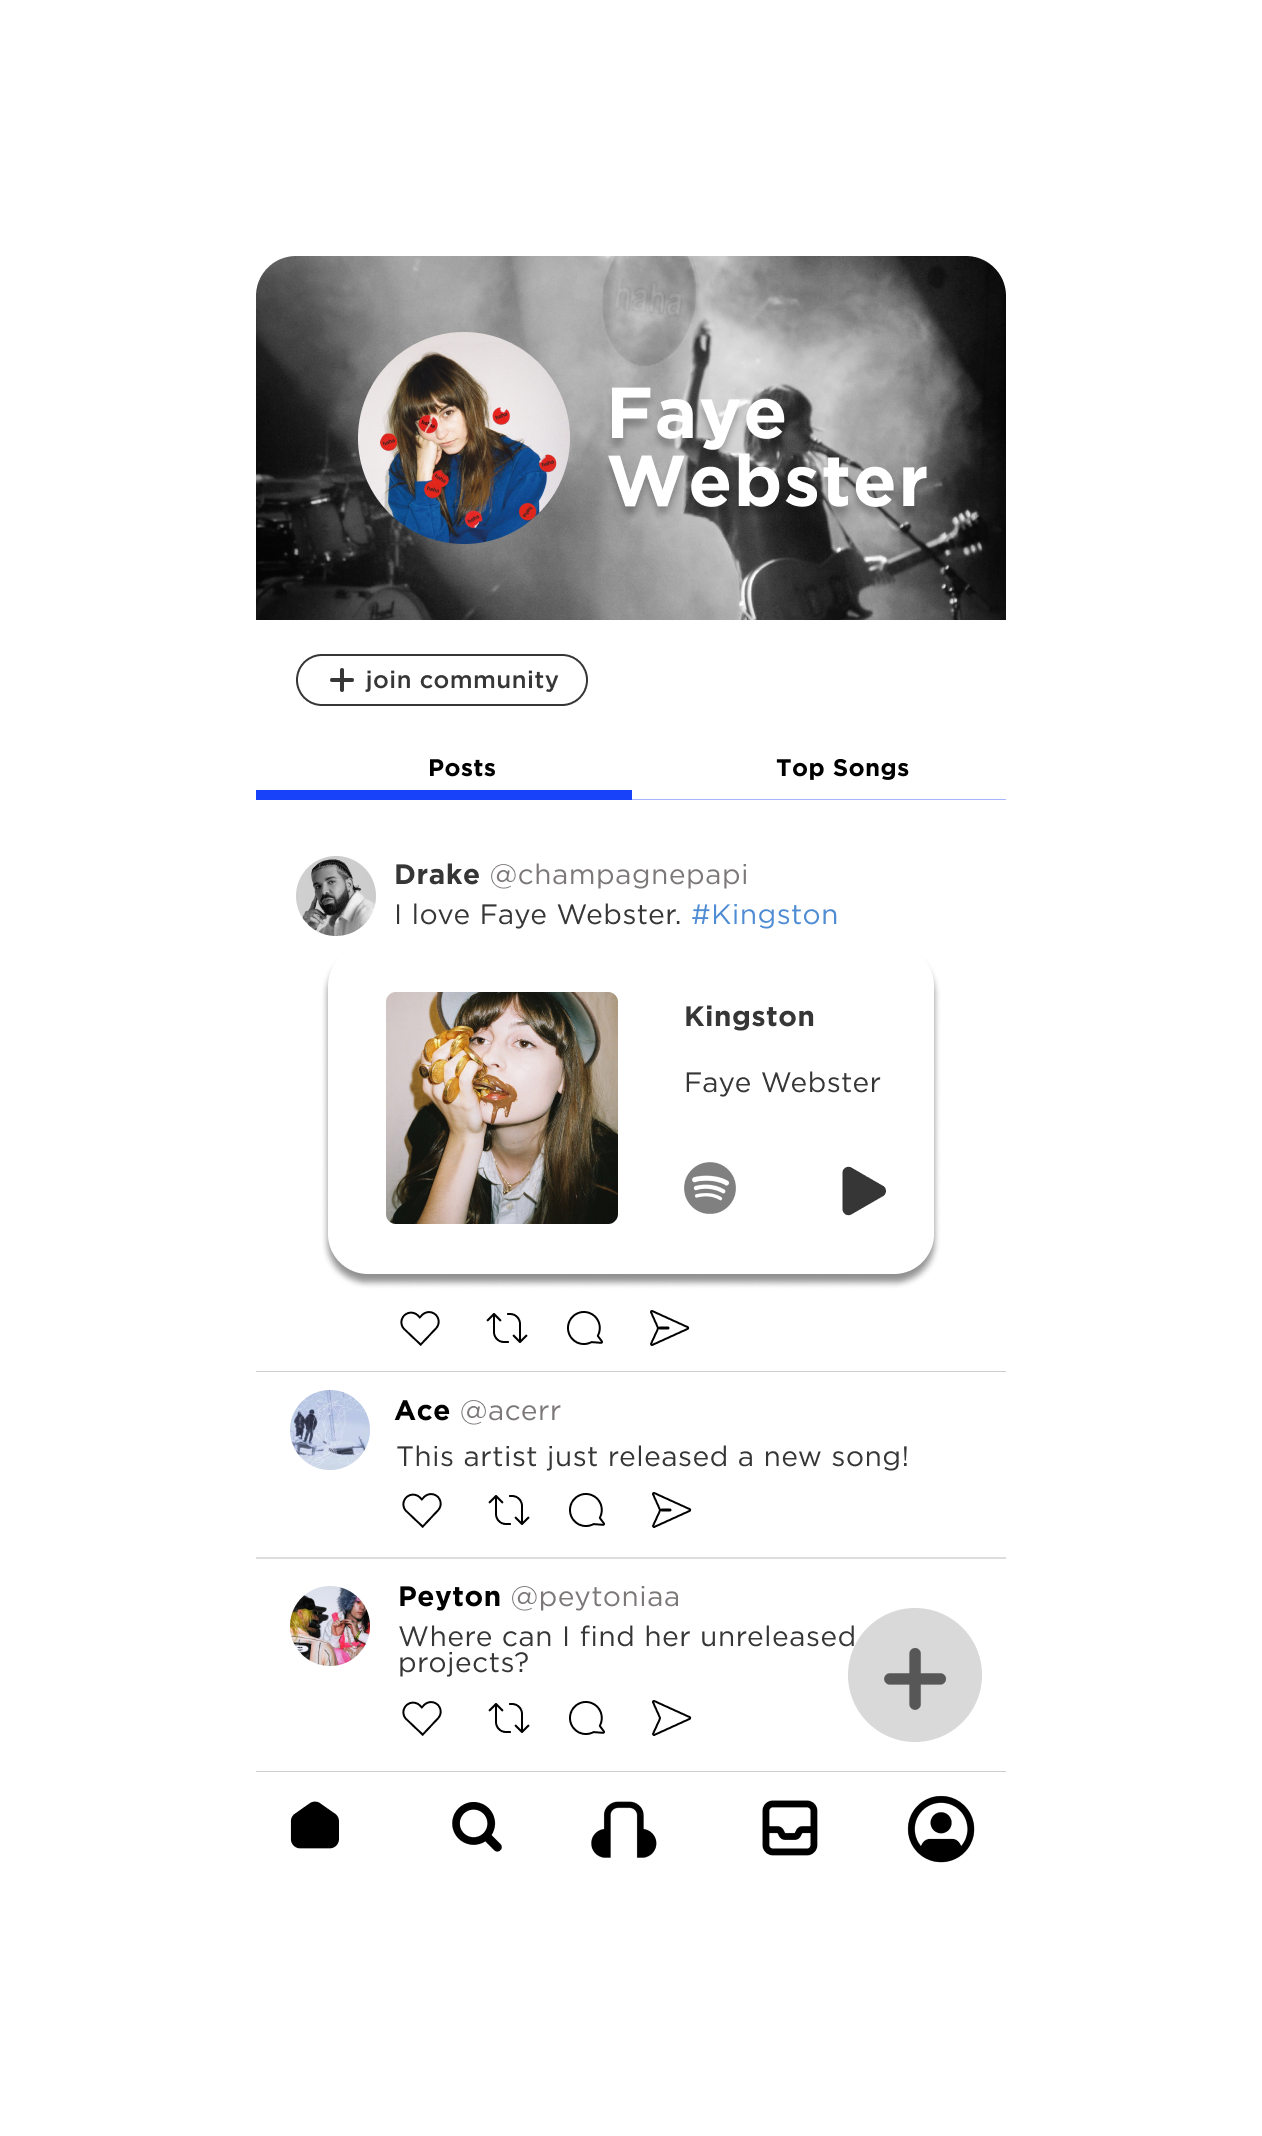 haha
Faye
Webster
join community
Posts
Top Songs
Drake @champagnepapi
I love Faye Webster. #Kingston
Kingston
Faye Webster
Ace @acerr
This artist just released a new song!
Peyton @peytoniaa
Where can I find her unreleased
projects?